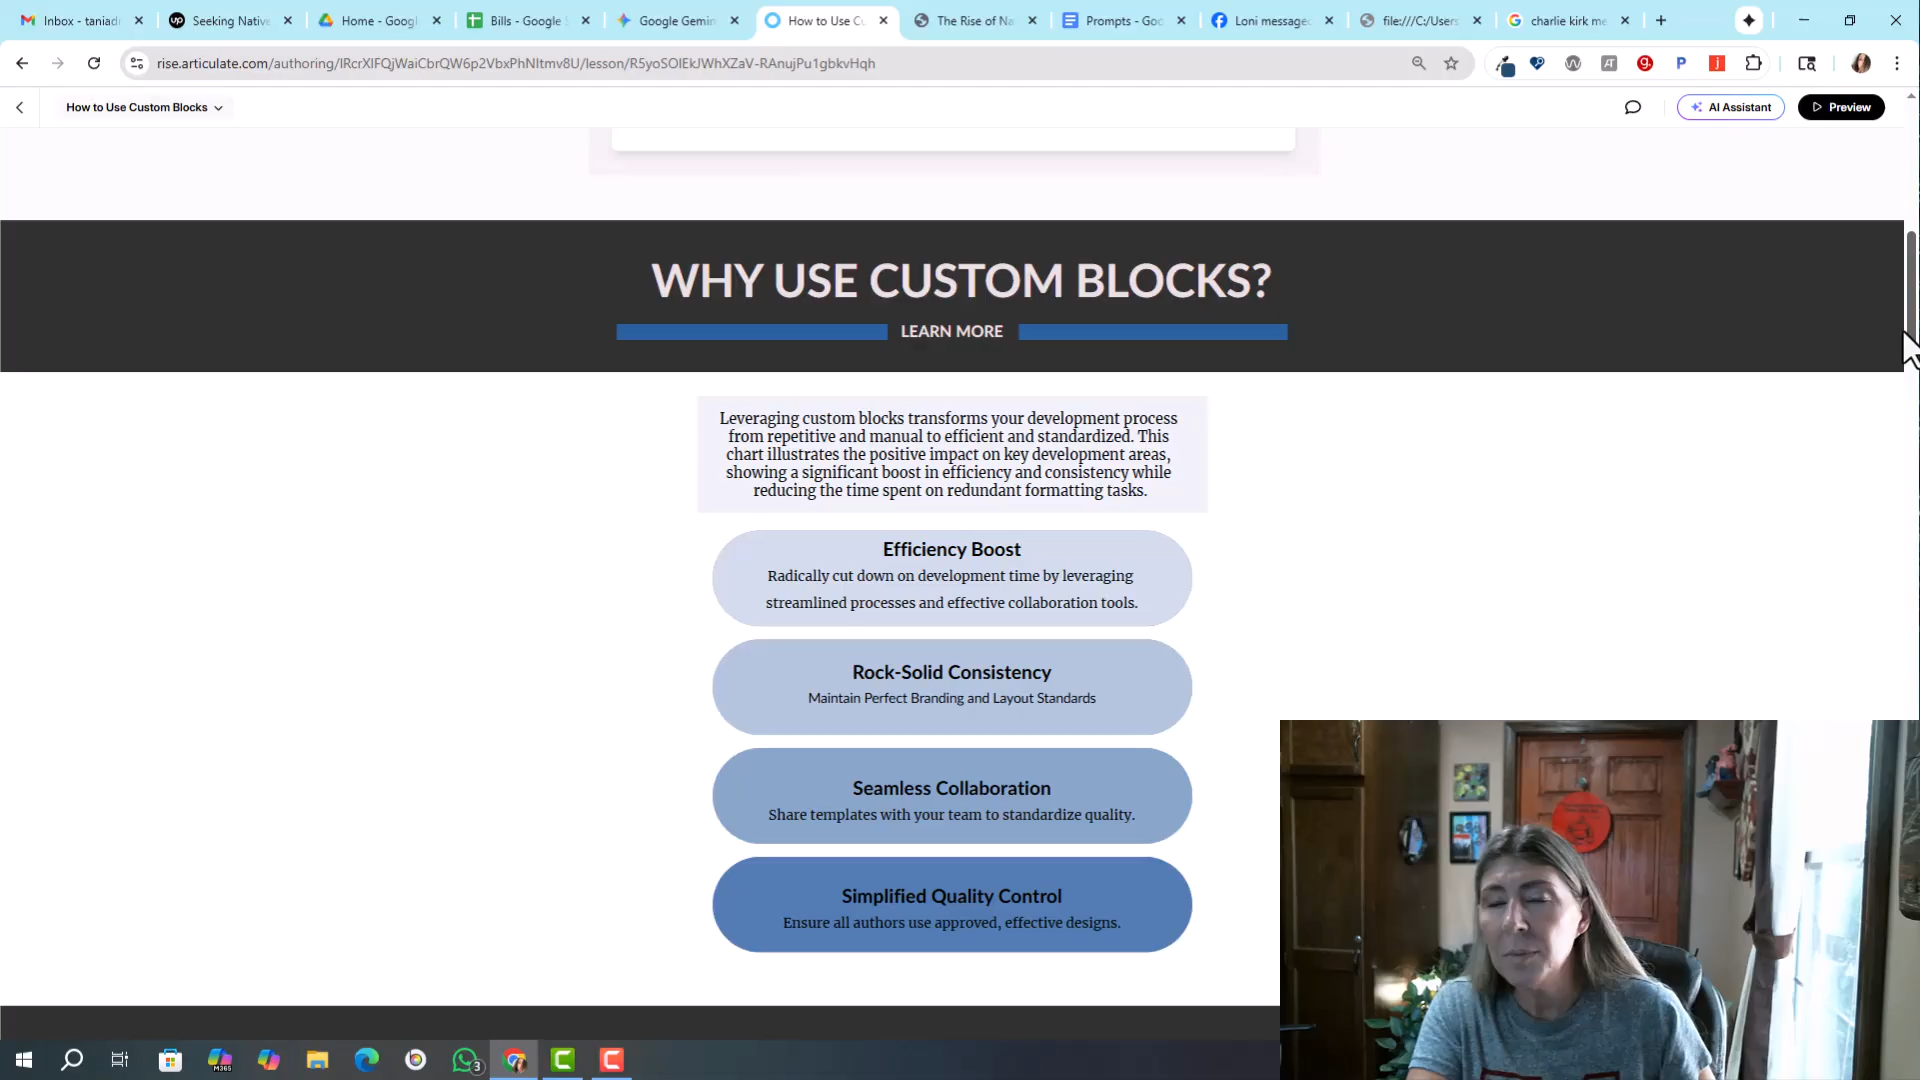 Inbox - taniadr
Seeking Native
Home - Googl
Bills - Google S
Google Gemin
How to Use Cu
The Rise of Na
Prompts - Goo
Loni message
file:///C:/Users
charlie kirk me
rise.articulate.com/authoring/lRcrXlFQjWaiCbrQW6p2VbxPhNItmv8U/lesson/R5yoSOlEkJWhXZaV-RAnujPu1gbkvHqh
How to Use Custom Blocks
AI Assistant
Preview
WHY USE CUSTOM BLOCKS?
LEARN MORE
Leveraging custom blocks transforms your development process
from repetitive and manual to efficient and standardized. This
chart illustrates the positive impact on key development areas,
showing a significant boost in efficiency and consistency while
reducing the time spent on redundant formatting tasks.
Efficiency Boost
Radically cut down on development time by leveraging
streamlined processes and effective collaboration tools.
Rock-Solid Consistency
Maintain Perfect Branding and Layout Standards
Seamless Collaboration
Share templates with your team to standardize quality.
Simplified Quality Control
Ensure all authors use approved, effective designs.
M365
3